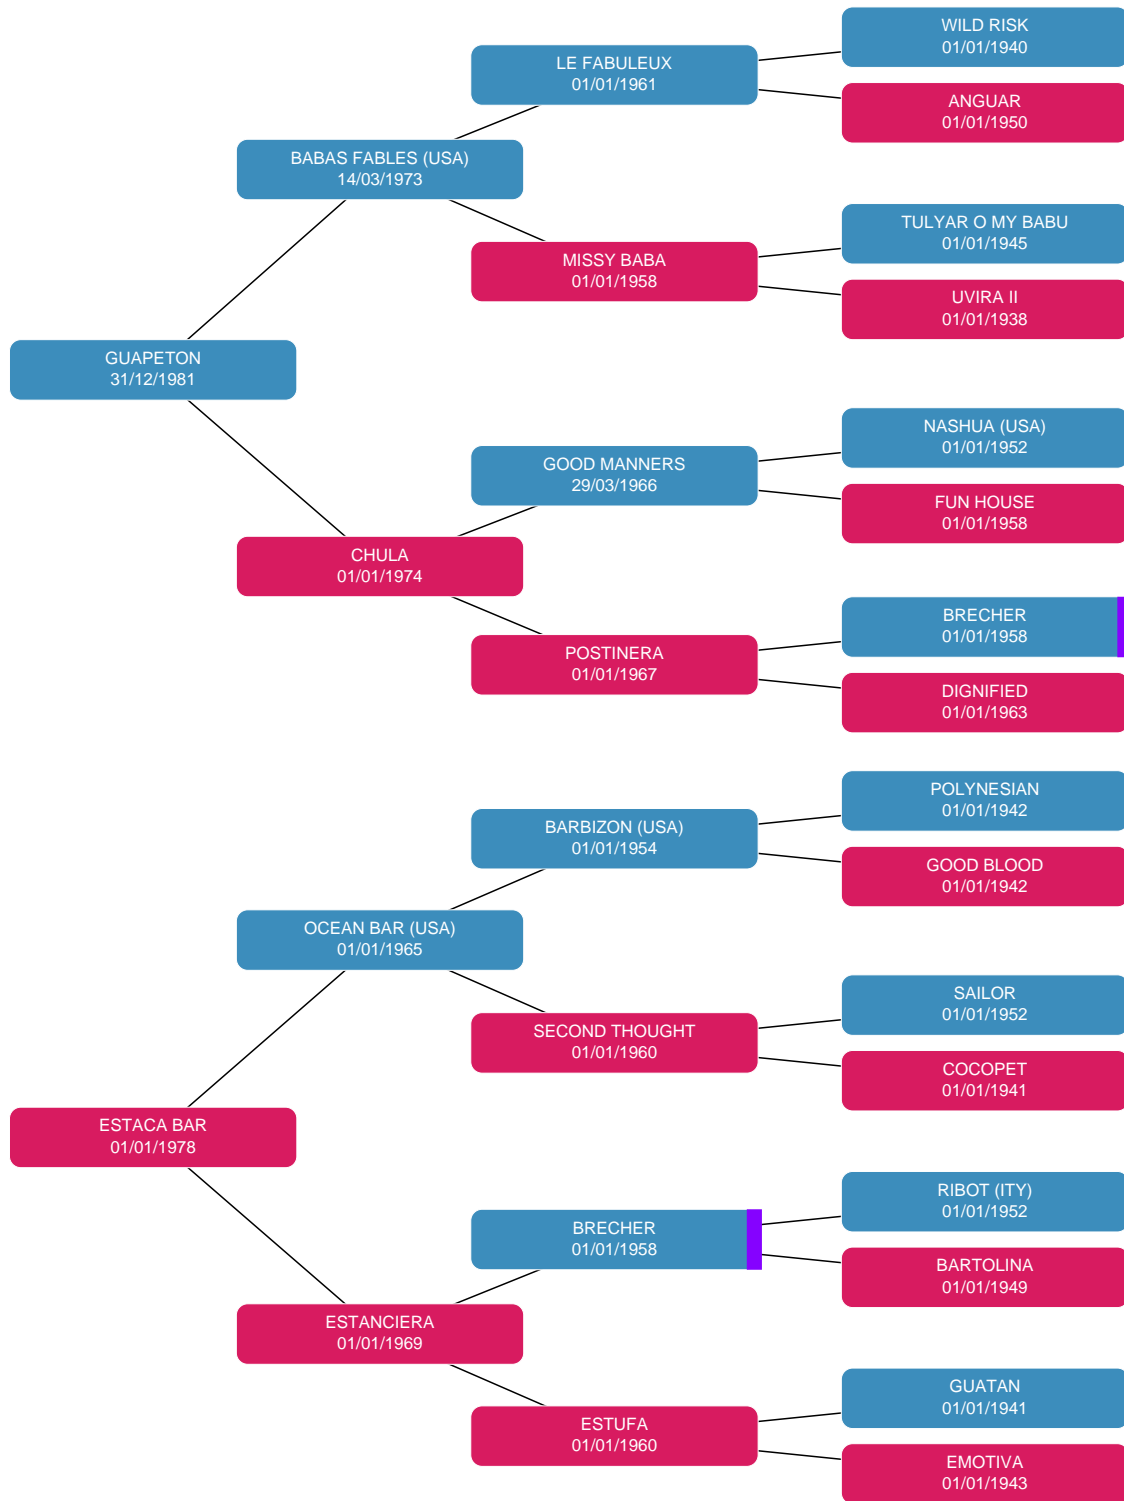 WILD RISK
01/01/1940
LE FABULEUX
01/01/1961
ANGUAR
01/01/1950
BABAS FABLES (USA)
14/03/1973
TULYAR O MY BABU
01/01/1945
MISSY BABA
01/01/1958
UVIRA II
01/01/1938
GUAPETON
31/12/1981
NASHUA (USA)
01/01/1952
GOOD MANNERS
29/03/1966
FUN HOUSE
01/01/1958
CHULA
01/01/1974
BRECHER
01/01/1958
POSTINERA
01/01/1967
DIGNIFIED
01/01/1963
POLYNESIAN
01/01/1942
BARBIZON (USA)
01/01/1954
GOOD BLOOD
01/01/1942
OCEAN BAR (USA)
01/01/1965
SAILOR
01/01/1952
SECOND THOUGHT
01/01/1960
COCOPET
01/01/1941
ESTACA BAR
01/01/1978
RIBOT (ITY)
01/01/1952
BRECHER
01/01/1958
BARTOLINA
01/01/1949
ESTANCIERA
01/01/1969
GUATAN
01/01/1941
ESTUFA
01/01/1960
EMOTIVA
01/01/1943